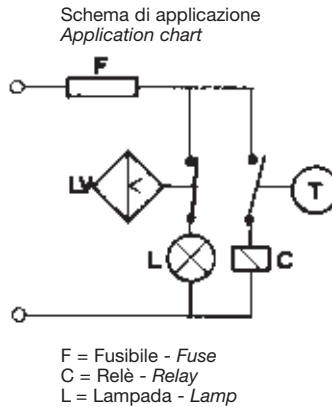 Schema di applicazione
Application chart
F
LV
<
T
L
C
F = Fusibile - Fuse
C = Relè - Relay
L = Lampada - Lamp